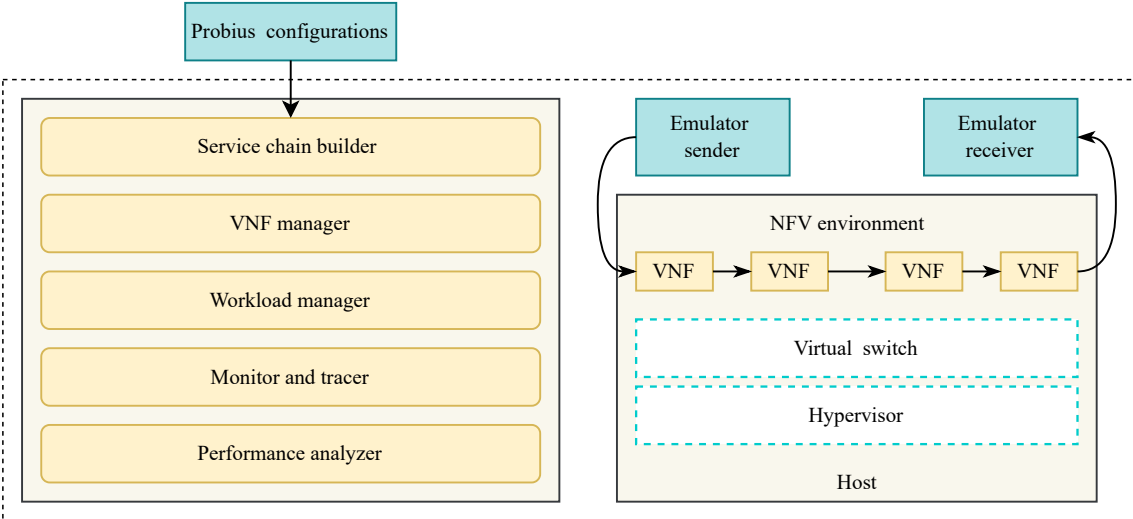 Probius configurations
Service chain builder
VNF manager
Workload manager
Monitor and tracer
Performance analyzer
Emulator
sender
Emulator
receiver
NFV environment
VNF
VNF
VNF
VNF
Virtual switch
Hypervisor
Host